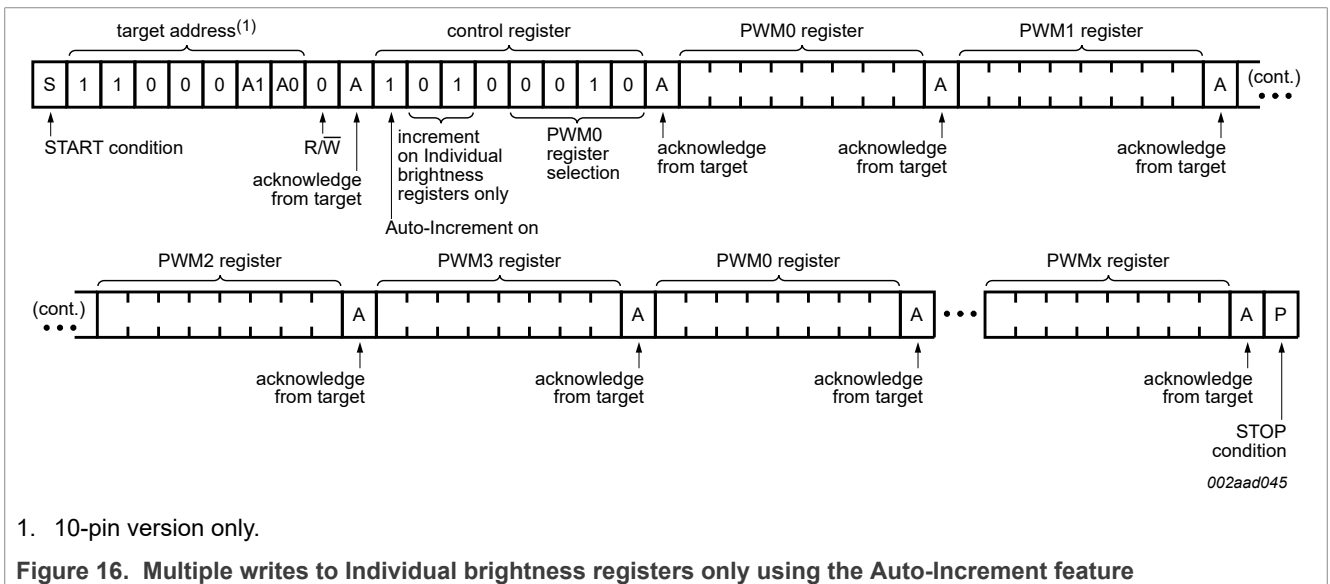 target address(1)
control register
PWM0 register
PWM1 register
S 1 1 0 0 0 A1 A0 0 A 1 0 1 0 0 0 1 0 A A A (cont.)
START condition
R/W
acknowledge
from target
Auto-Increment on
increment
on Individual
brightness
registers only
PWM0
register
selection
acknowledge
from target
acknowledge
from target
acknowledge
from target
PWM2 register
PWM3 register
PWM0 register
PWMx register
(cont.) A A A A P
acknowledge
from target
acknowledge
from target
acknowledge
from target
acknowledge
from target
STOP
condition
002aad045
1. 10-pin version only.
Figure 16. Multiple writes to Individual brightness registers only using the Auto-Increment feature